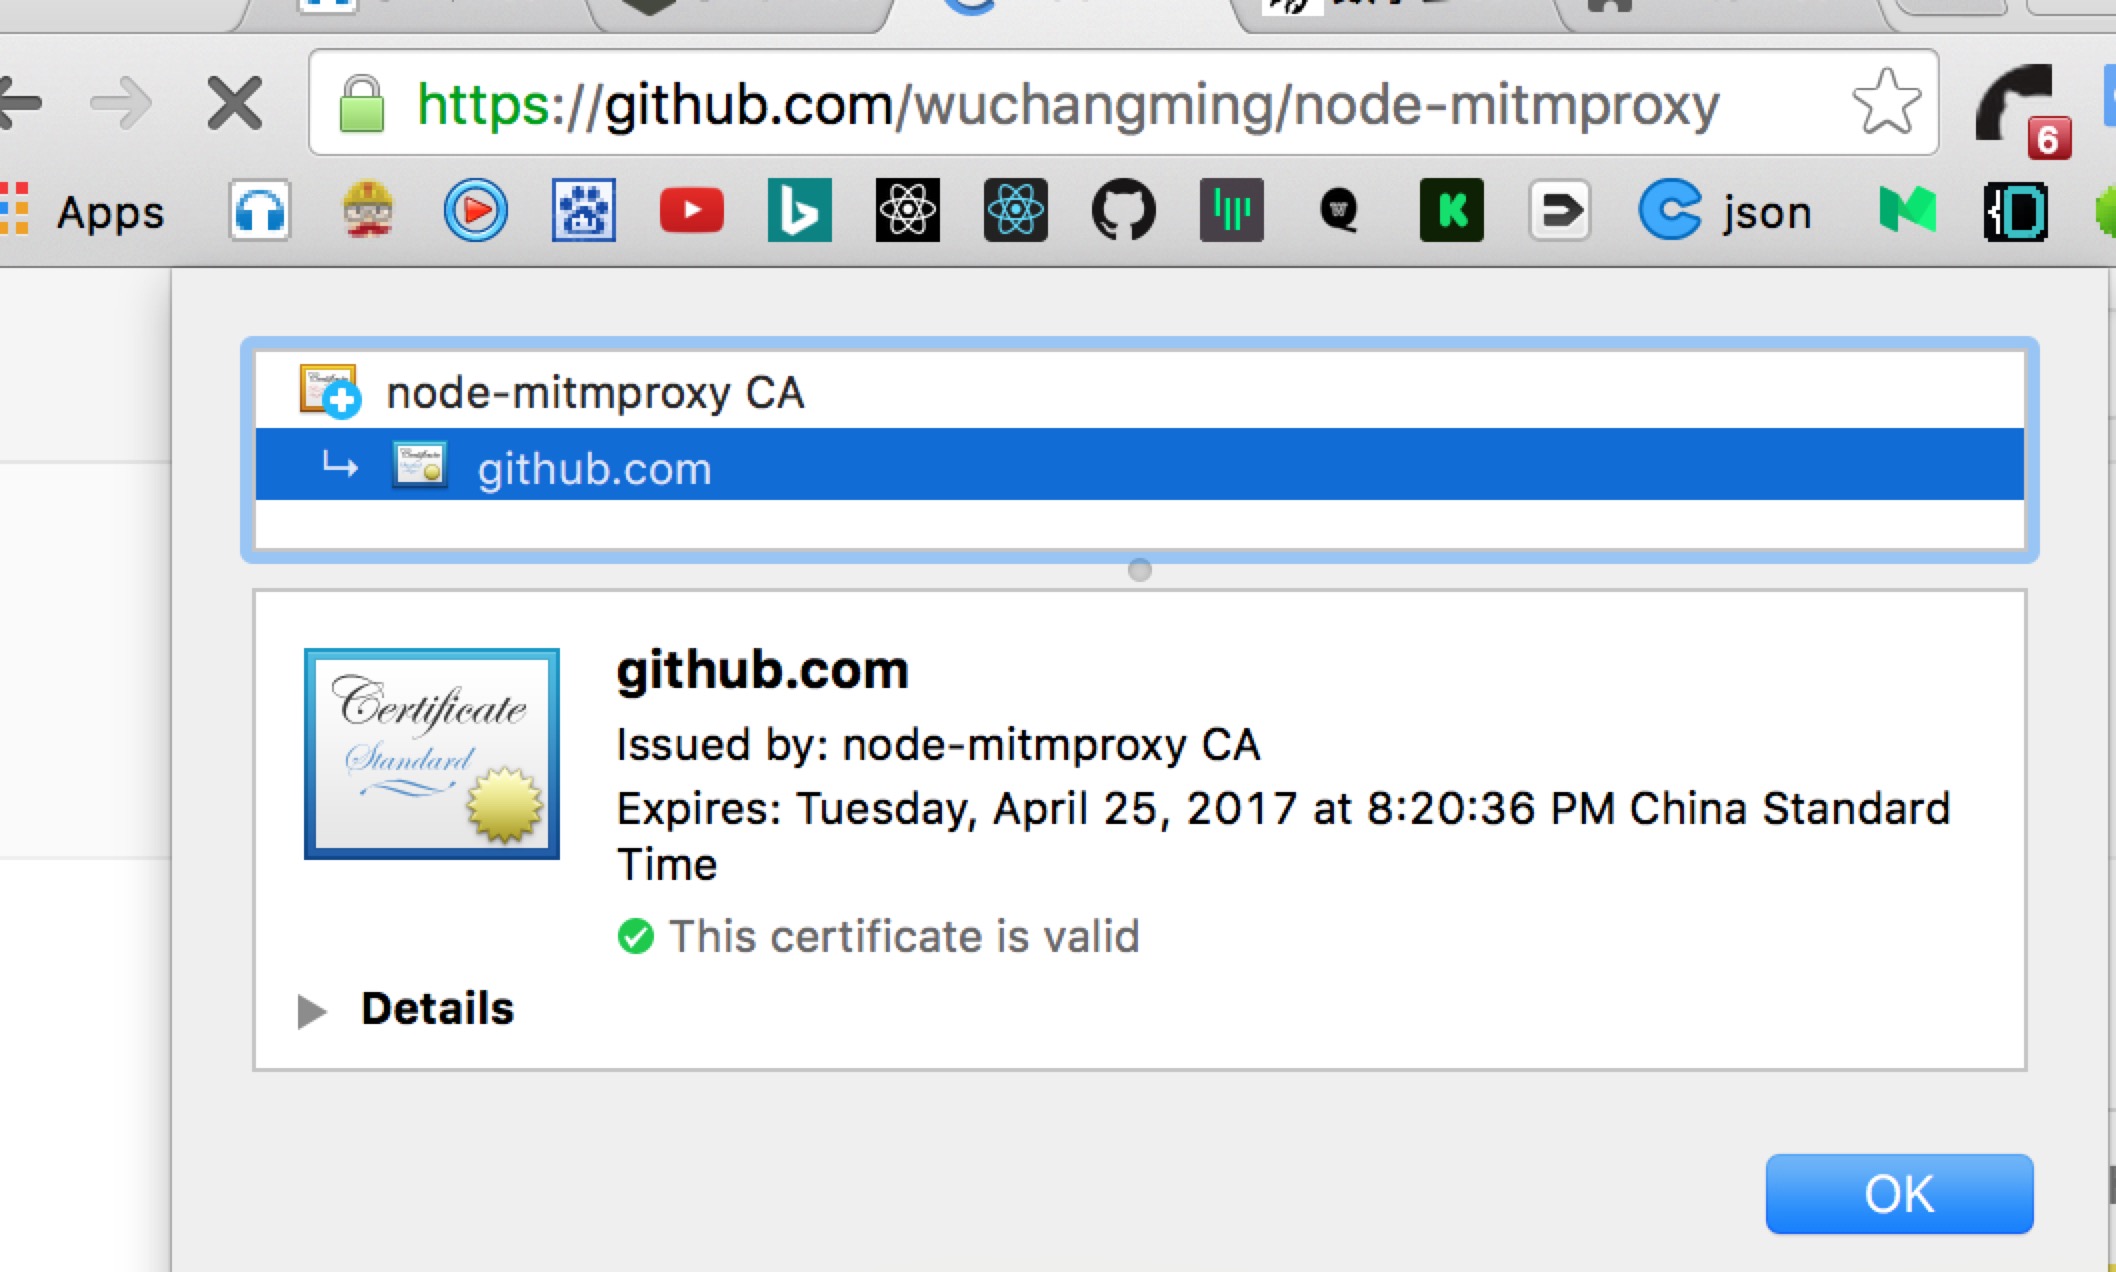 https://github.com/wuchangming/node-mitmproxy
6
Apps
json
node-mitmproxy CA
github.com
Certificate
Standard
github.com
Issued by: node-mitmproxy CA
Expires: Tuesday, April 25, 2017 at 8:20:36 PM China Standard
Time
This certificate is valid
Details
OK